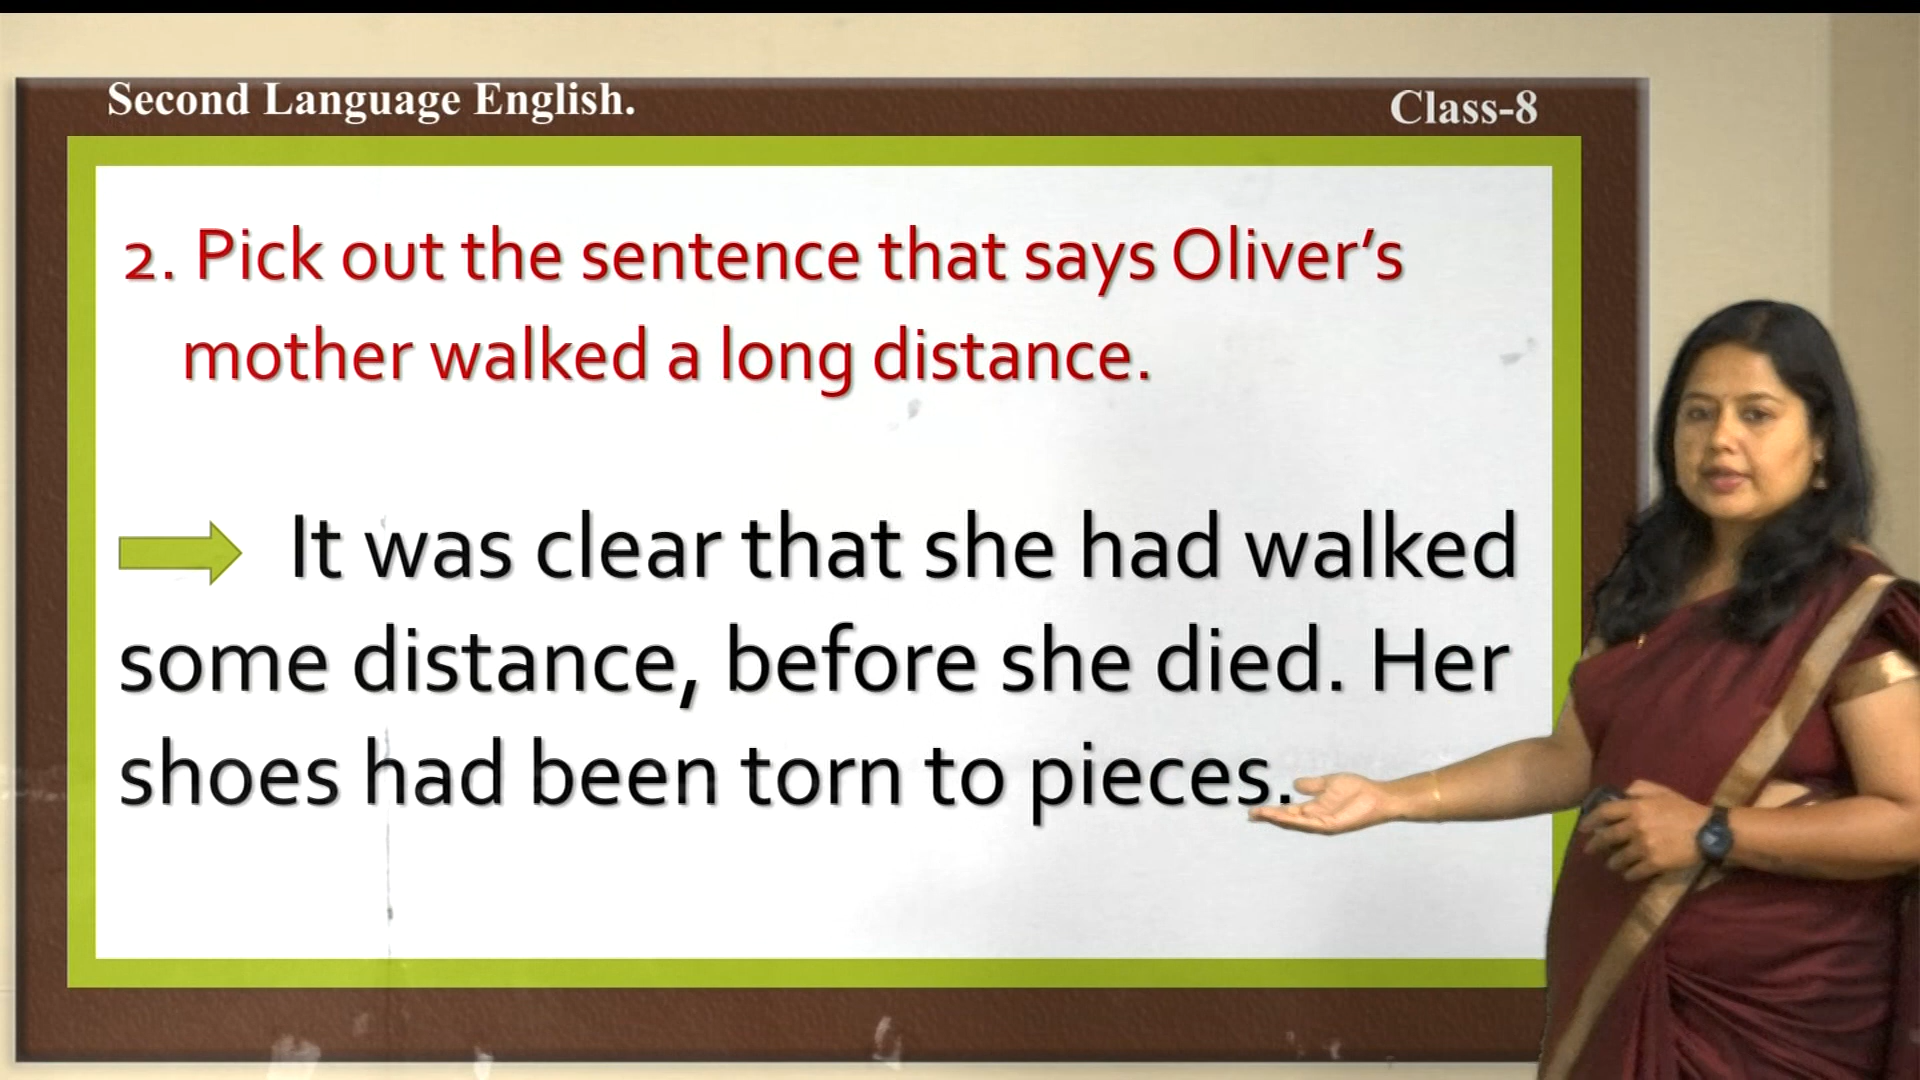 Second Language English.
Class-8
2. Pick out the sentence that says Oliver’s
mother walked a long distance.
It was clear that she had walked
some distance, before she died. Her
shoes had been torn to pieces.